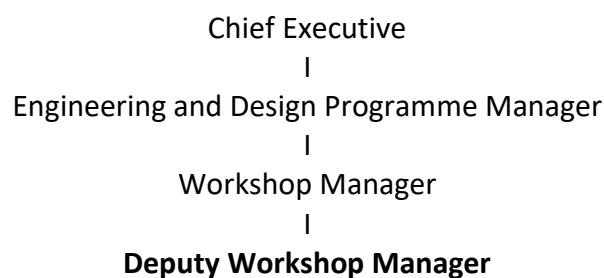 Chief Executive
I
Engineering and Design Programme Manager
I
Workshop Manager
I
Deputy Workshop Manager